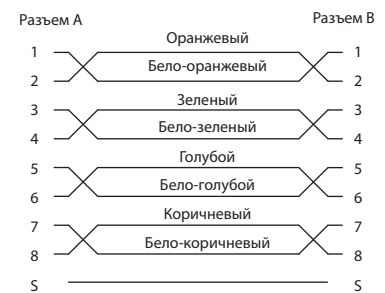 Разъем А Разъем В
Оранжевый
1 1
Бело-оранжевый
2 2
Зеленый
3 3
Бело-зеленый
4 4
Голубой
5 5
Бело-голубой
6 6
Коричневый
7 7
Бело-коричневый
8 8
S S